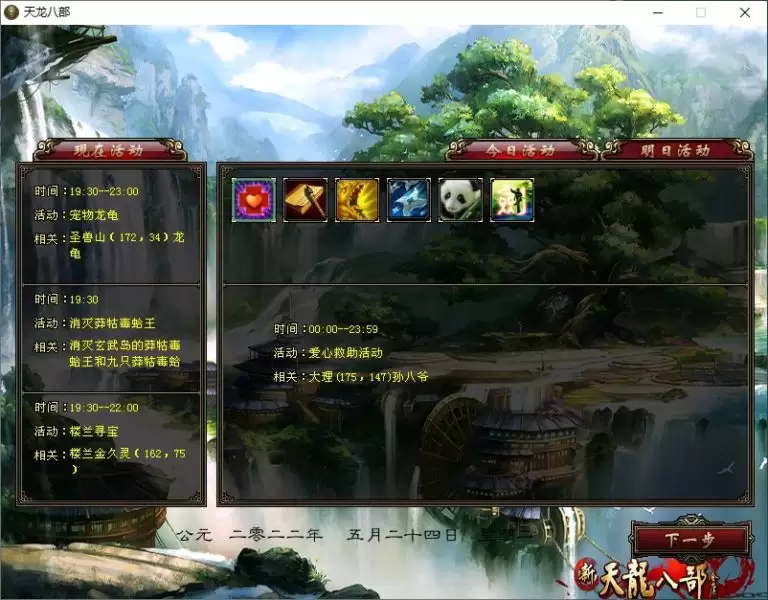 天龙八部
现在活动
今日活动
明日活动
时间：19:30--23:00
活动：宠物龙龟
相关：圣兽山（172，34）龙
龟
时间：19:30
活动：消灭莽牯毒蛤王
相关：消灭玄武岛的莽牯毒
蛤王和九只莽牯毒蛤
时间：19:30--22:00
活动：楼兰寻宝
相关：楼兰金久灵（162，75
）
时间：00:00--23:59
活动：爱心救助活动
相关：大理(175，147)孙八爷
公元 二零二二年 五月二十四日 星期二
下一步
新天龍八部